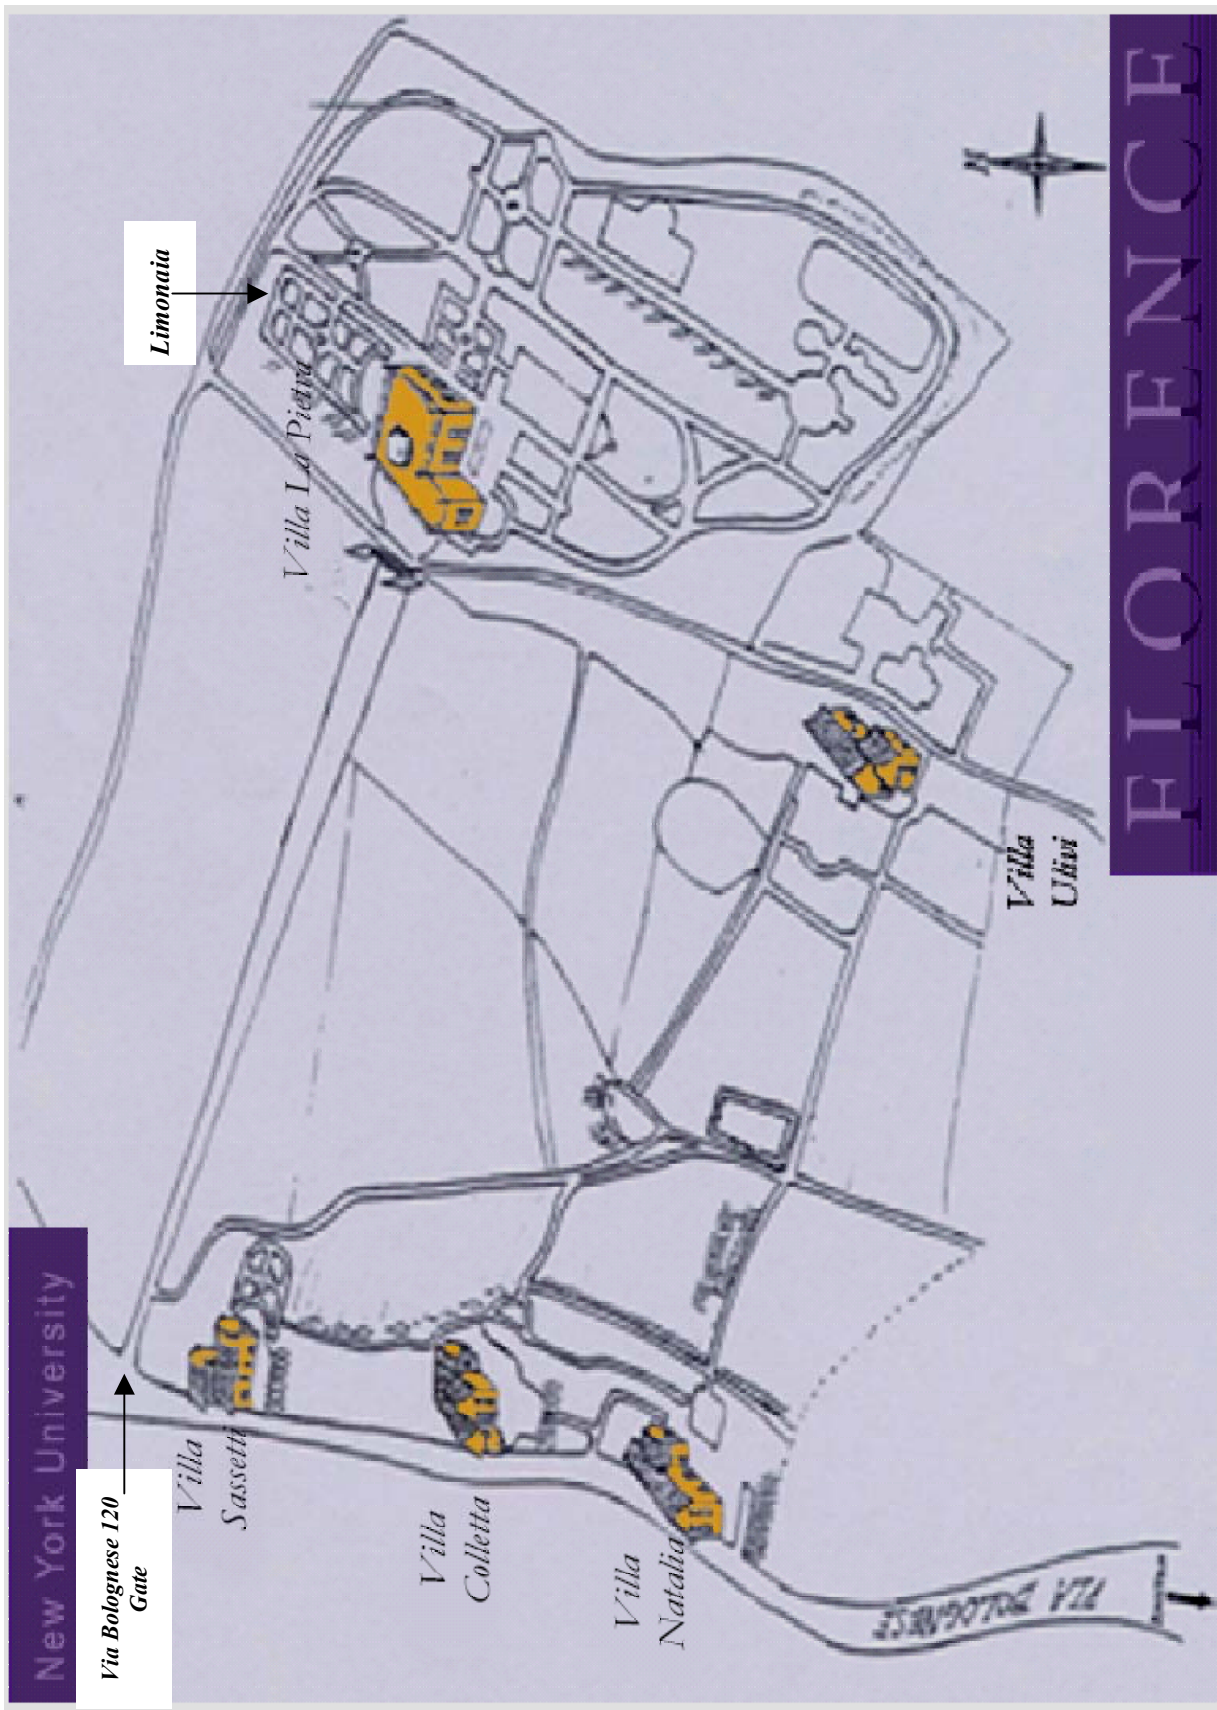 New York University
Via Bolognese 120
Gate
Villa
Sassetti
Villa
Colletta
Villa
Natalia
Villa La Pietra
Limonaia
Villa
Ulivi
VIA BOLOGNESE
N
FLORENCE